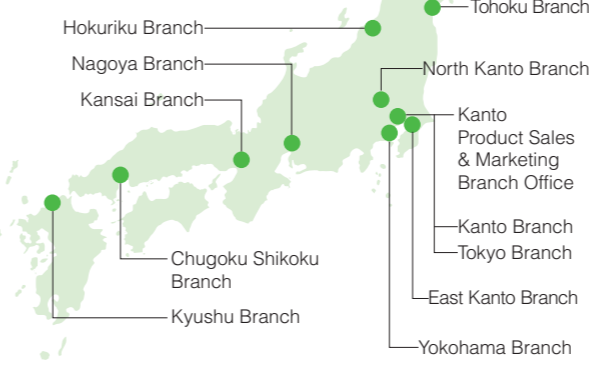 Tohoku Branch
Hokuriku Branch
Nagoya Branch
North Kanto Branch
Kansai Branch
Kanto
Product Sales
& Marketing
Branch Office
Kanto Branch
Tokyo Branch
Chugoku Shikoku
Branch
East Kanto Branch
Kyushu Branch
Yokohama Branch